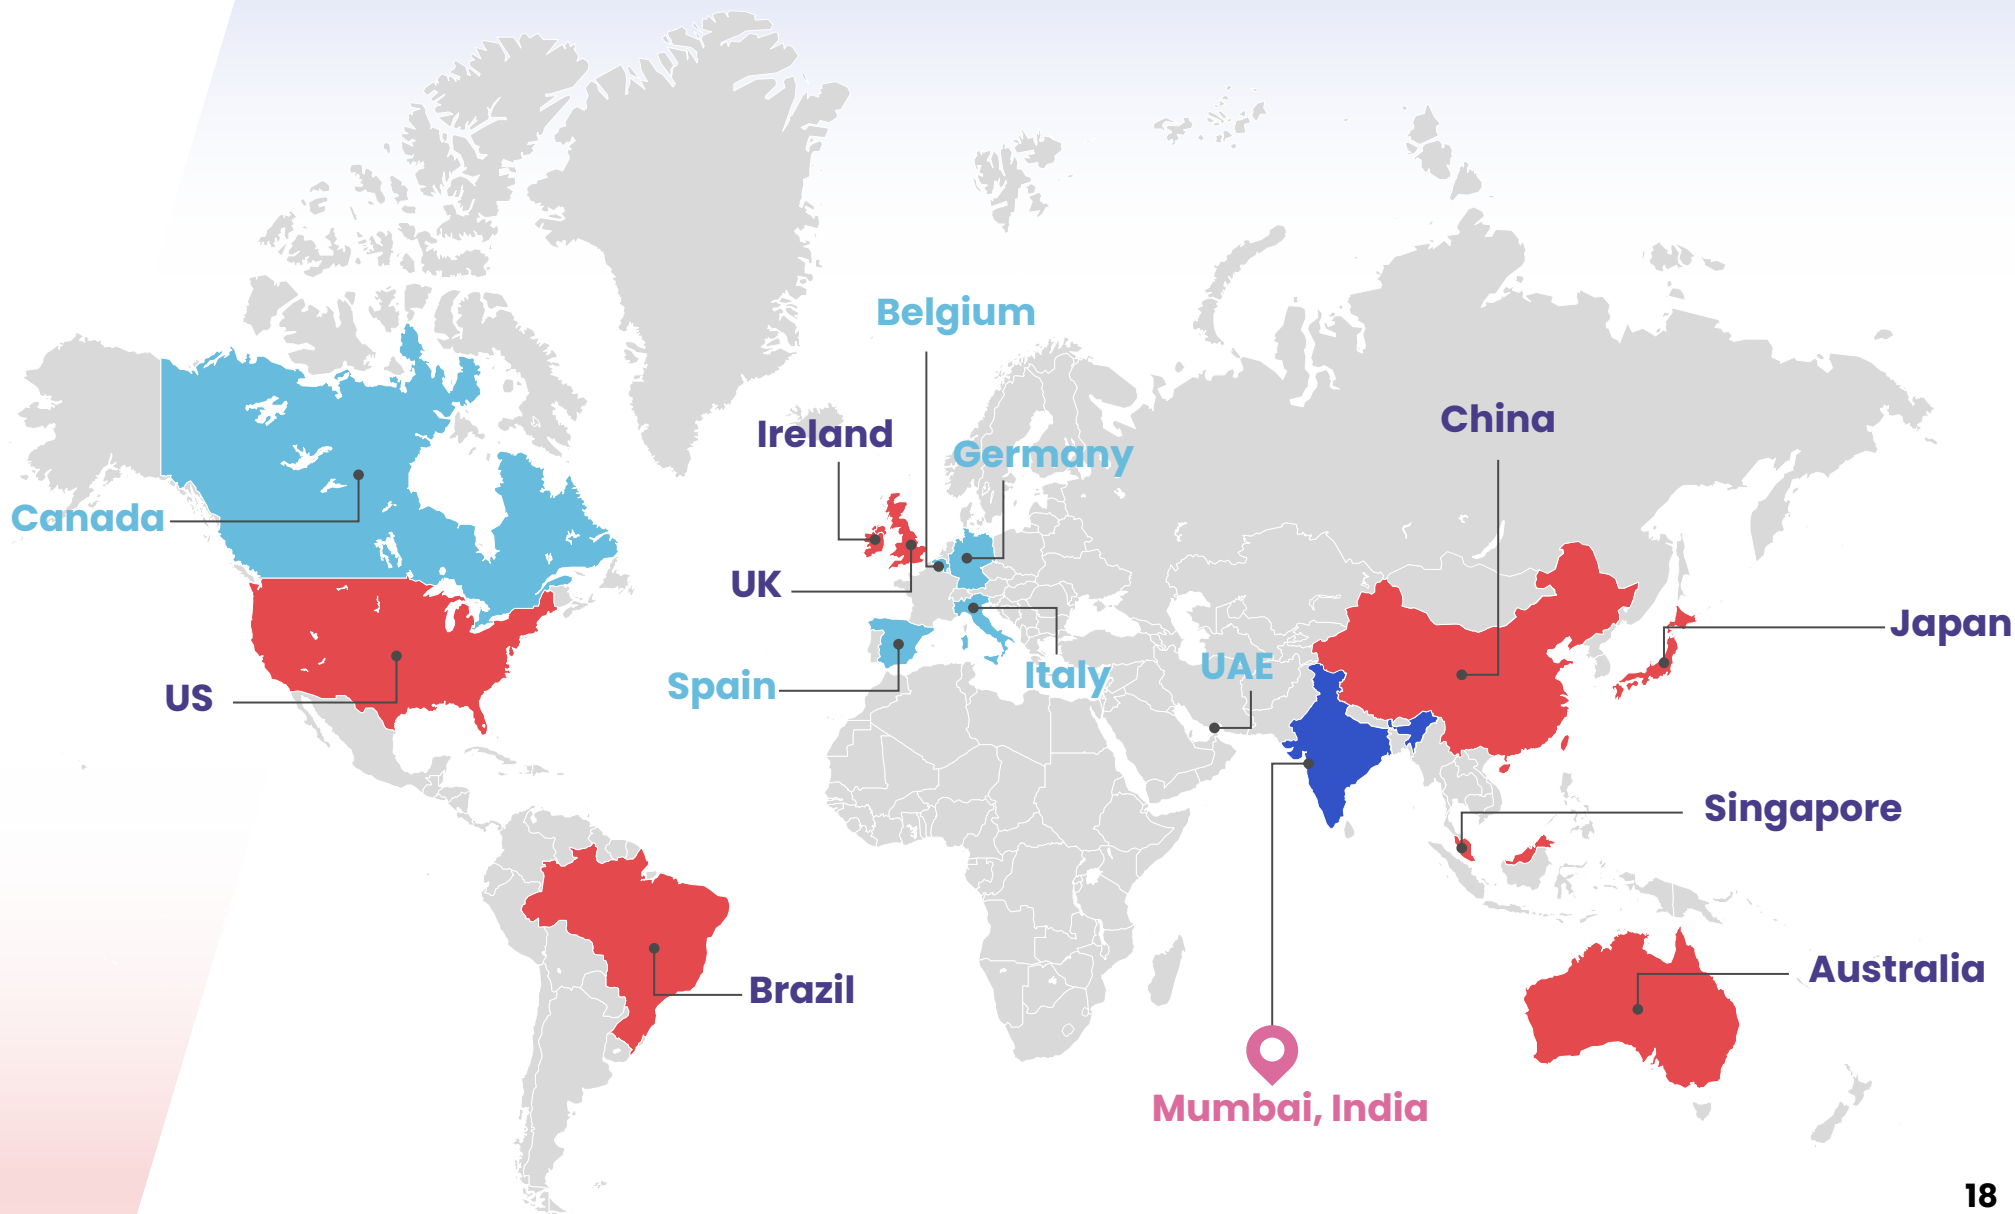 Belgium
Ireland
Germany
China
Canada
UK
Japan
US
Spain
Italy
UAE
Singapore
Brazil
Australia
Mumbai, India
18